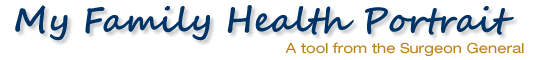 My Family Health Portrait
A tool from the Surgeon General